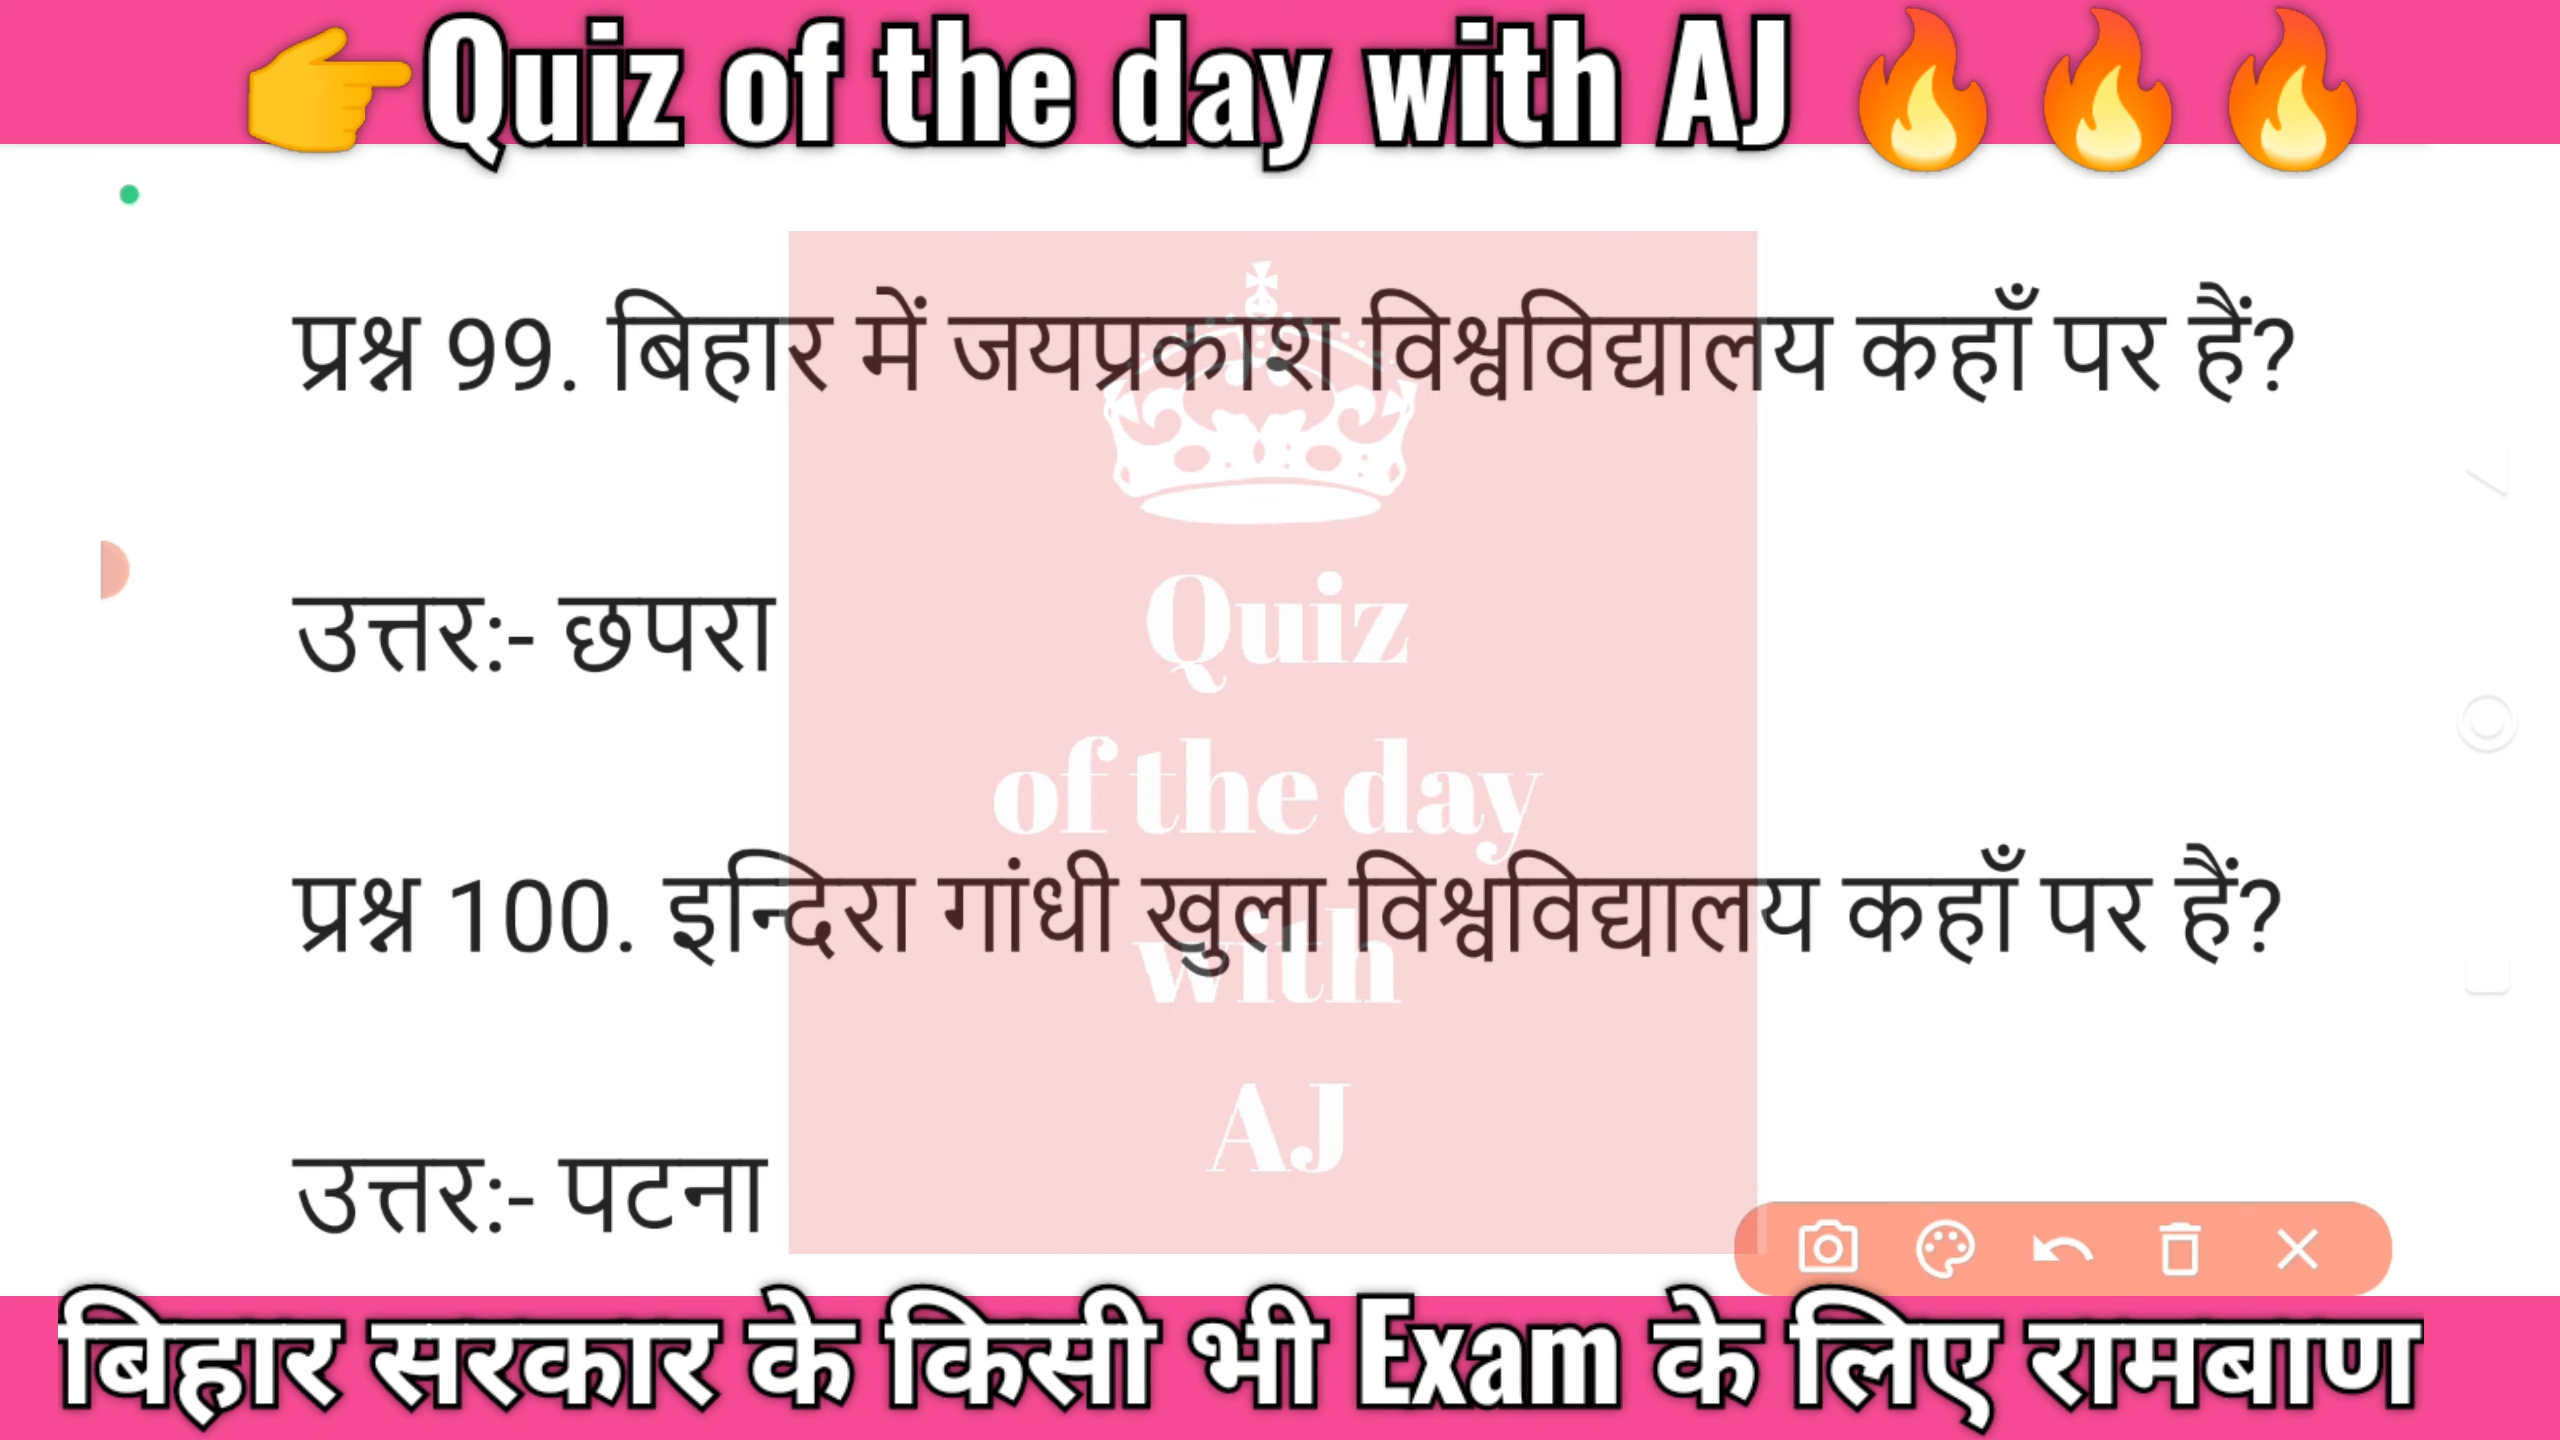 👉Quiz of the day with AJ 🔥🔥🔥
प्रश्न 99. बिहार में जयप्रकाश विश्वविद्यालय कहाँ पर हैं?
उत्तर:- छपरा
Quiz
of the day
प्रश्न 100. इन्दिरा गांधी खुला विश्वविद्यालय कहाँ पर हैं?
with
AJ
उत्तर:- पटना
बिहार सरकार के किसी भी Exam के लिए रामबाण